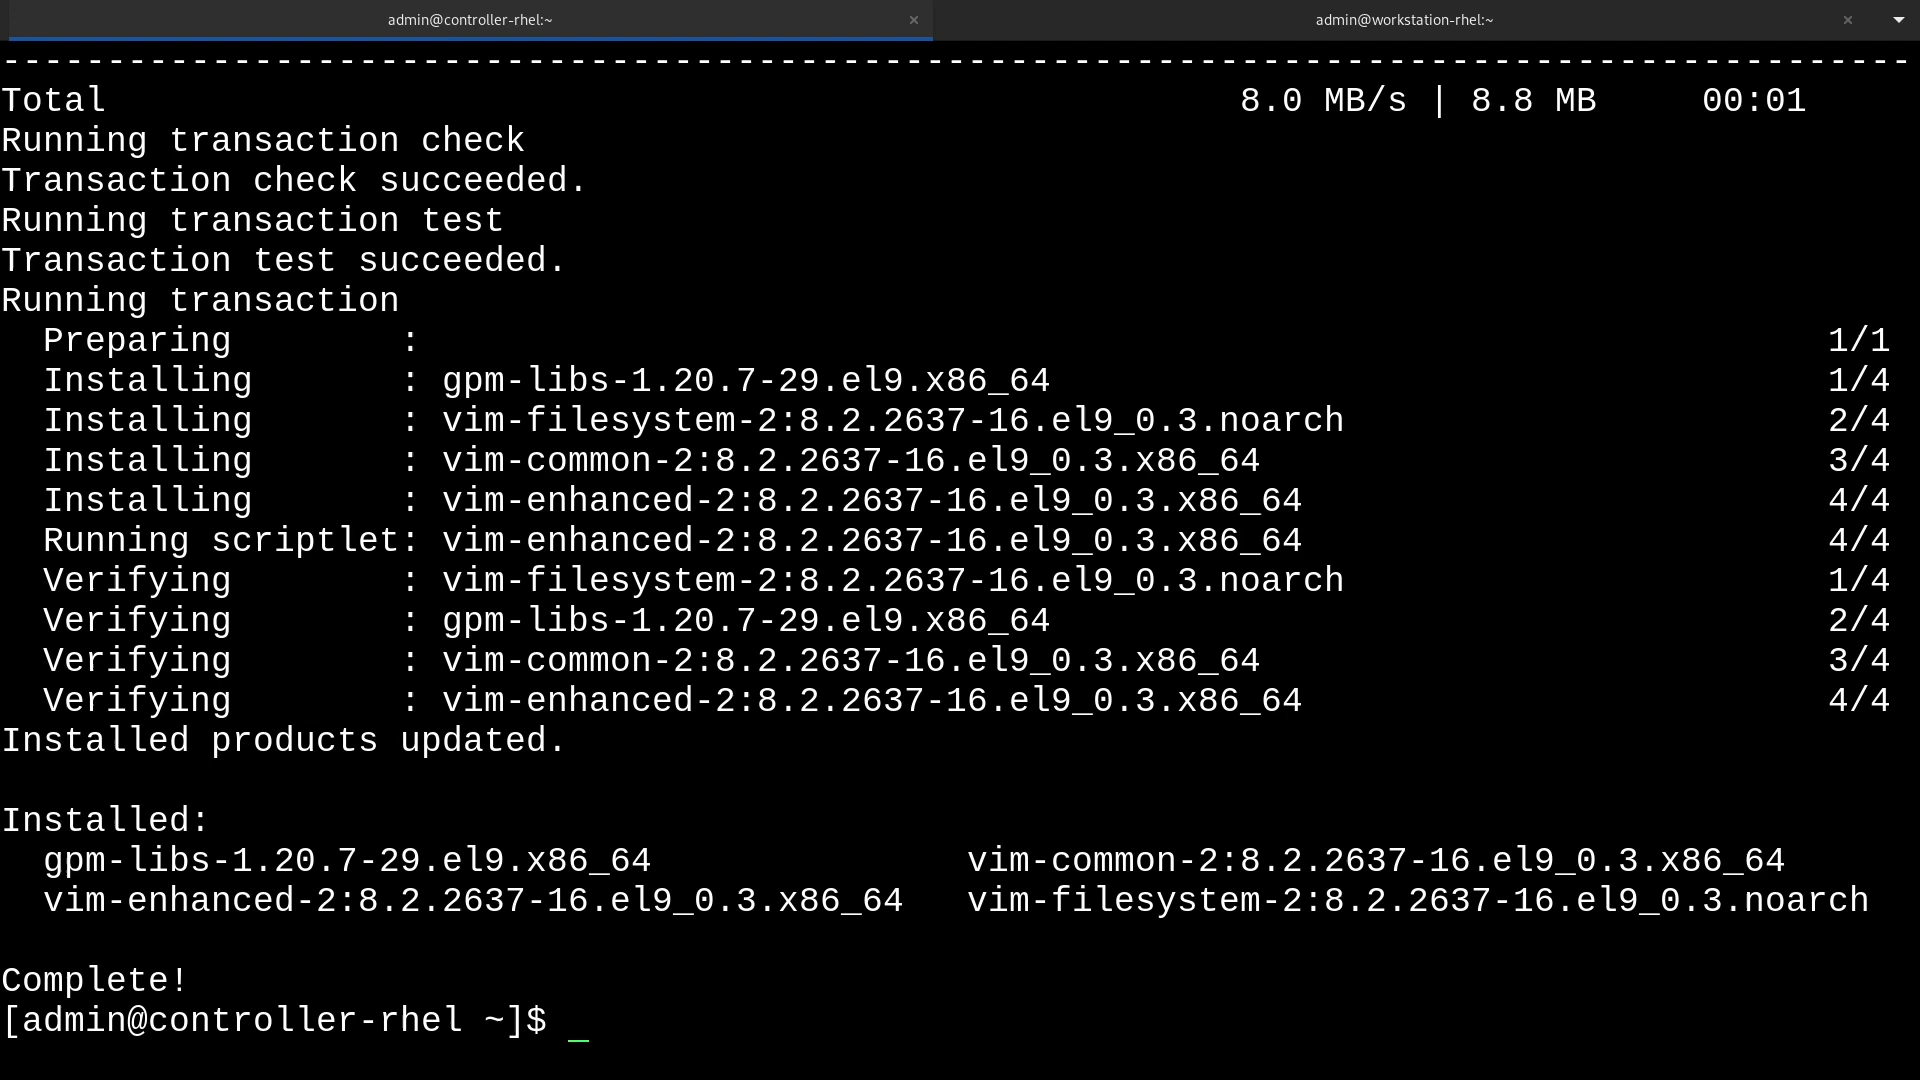 admin@controller-rhel:~ × admin@workstation-rhel:~ ×
--------------------------------------------------------------------------------------------
Total 8.0 MB/s | 8.8 MB 00:01
Running transaction check
Transaction check succeeded.
Running transaction test
Transaction test succeeded.
Running transaction
  Preparing        : 1/1
  Installing       : gpm-libs-1.20.7-29.el9.x86_64 1/4
  Installing       : vim-filesystem-2:8.2.2637-16.el9_0.3.noarch 2/4
  Installing       : vim-common-2:8.2.2637-16.el9_0.3.x86_64 3/4
  Installing       : vim-enhanced-2:8.2.2637-16.el9_0.3.x86_64 4/4
  Running scriptlet: vim-enhanced-2:8.2.2637-16.el9_0.3.x86_64 4/4
  Verifying        : vim-filesystem-2:8.2.2637-16.el9_0.3.noarch 1/4
  Verifying        : gpm-libs-1.20.7-29.el9.x86_64 2/4
  Verifying        : vim-common-2:8.2.2637-16.el9_0.3.x86_64 3/4
  Verifying        : vim-enhanced-2:8.2.2637-16.el9_0.3.x86_64 4/4
Installed products updated.

Installed:
  gpm-libs-1.20.7-29.el9.x86_64 vim-common-2:8.2.2637-16.el9_0.3.x86_64
  vim-enhanced-2:8.2.2637-16.el9_0.3.x86_64 vim-filesystem-2:8.2.2637-16.el9_0.3.noarch

Complete!
[admin@controller-rhel ~]$ _